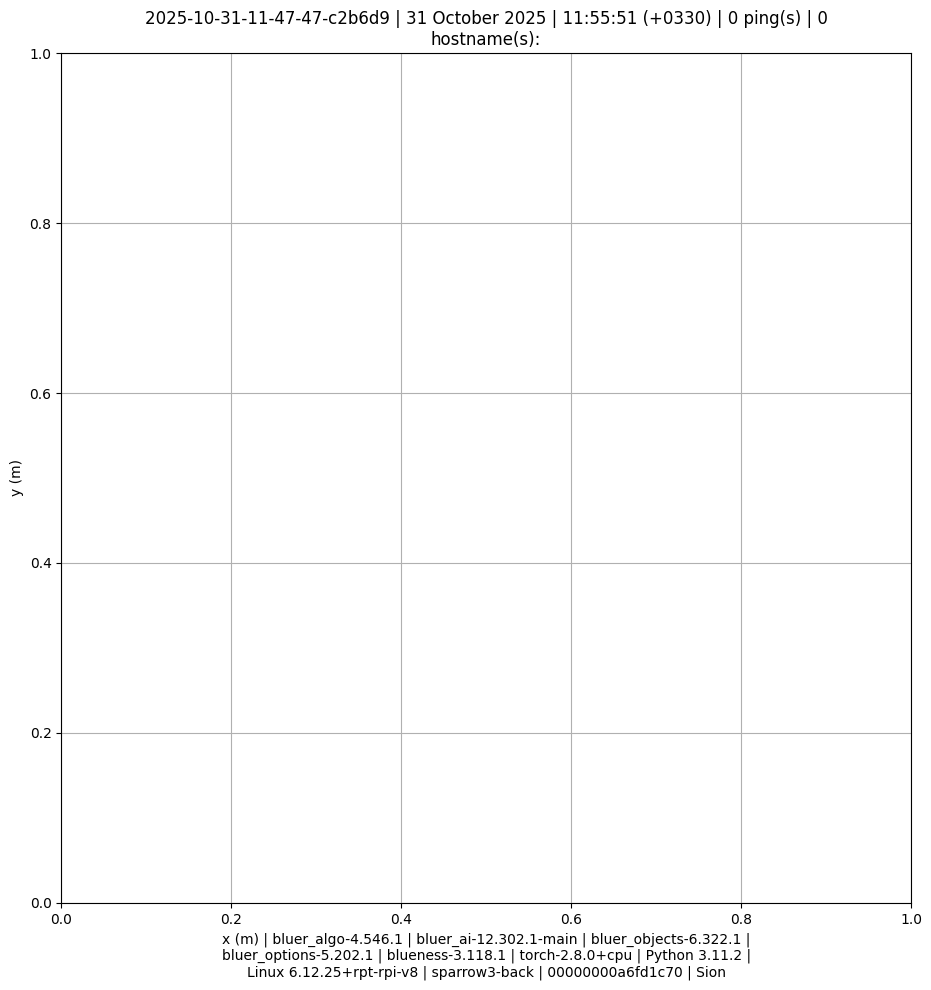 2025-10-31-11-47-47-c2b6d9 | 31 October 2025 | 11:55:51 (+0330) | 0 ping(s) | 0
hostname(s):
1.0
0.8
0.6
y (m)
0.4
0.2
0.0
0.0 0.2 0.4 0.6 0.8 1.0
x (m) | bluer_algo-4.546.1 | bluer_ai-12.302.1-main | bluer_objects-6.322.1 |
bluer_options-5.202.1 | blueness-3.118.1 | torch-2.8.0+cpu | Python 3.11.2 |
Linux 6.12.25+rpt-rpi-v8 | sparrow3-back | 00000000a6fd1c70 | Sion